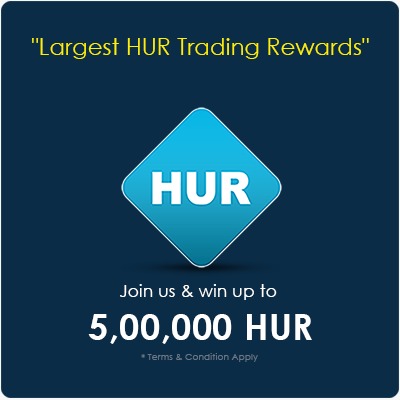 "Largest HUR Trading Rewards"
HUR
Join us & win up to
5,00,000 HUR
* Terms & Condition Apply